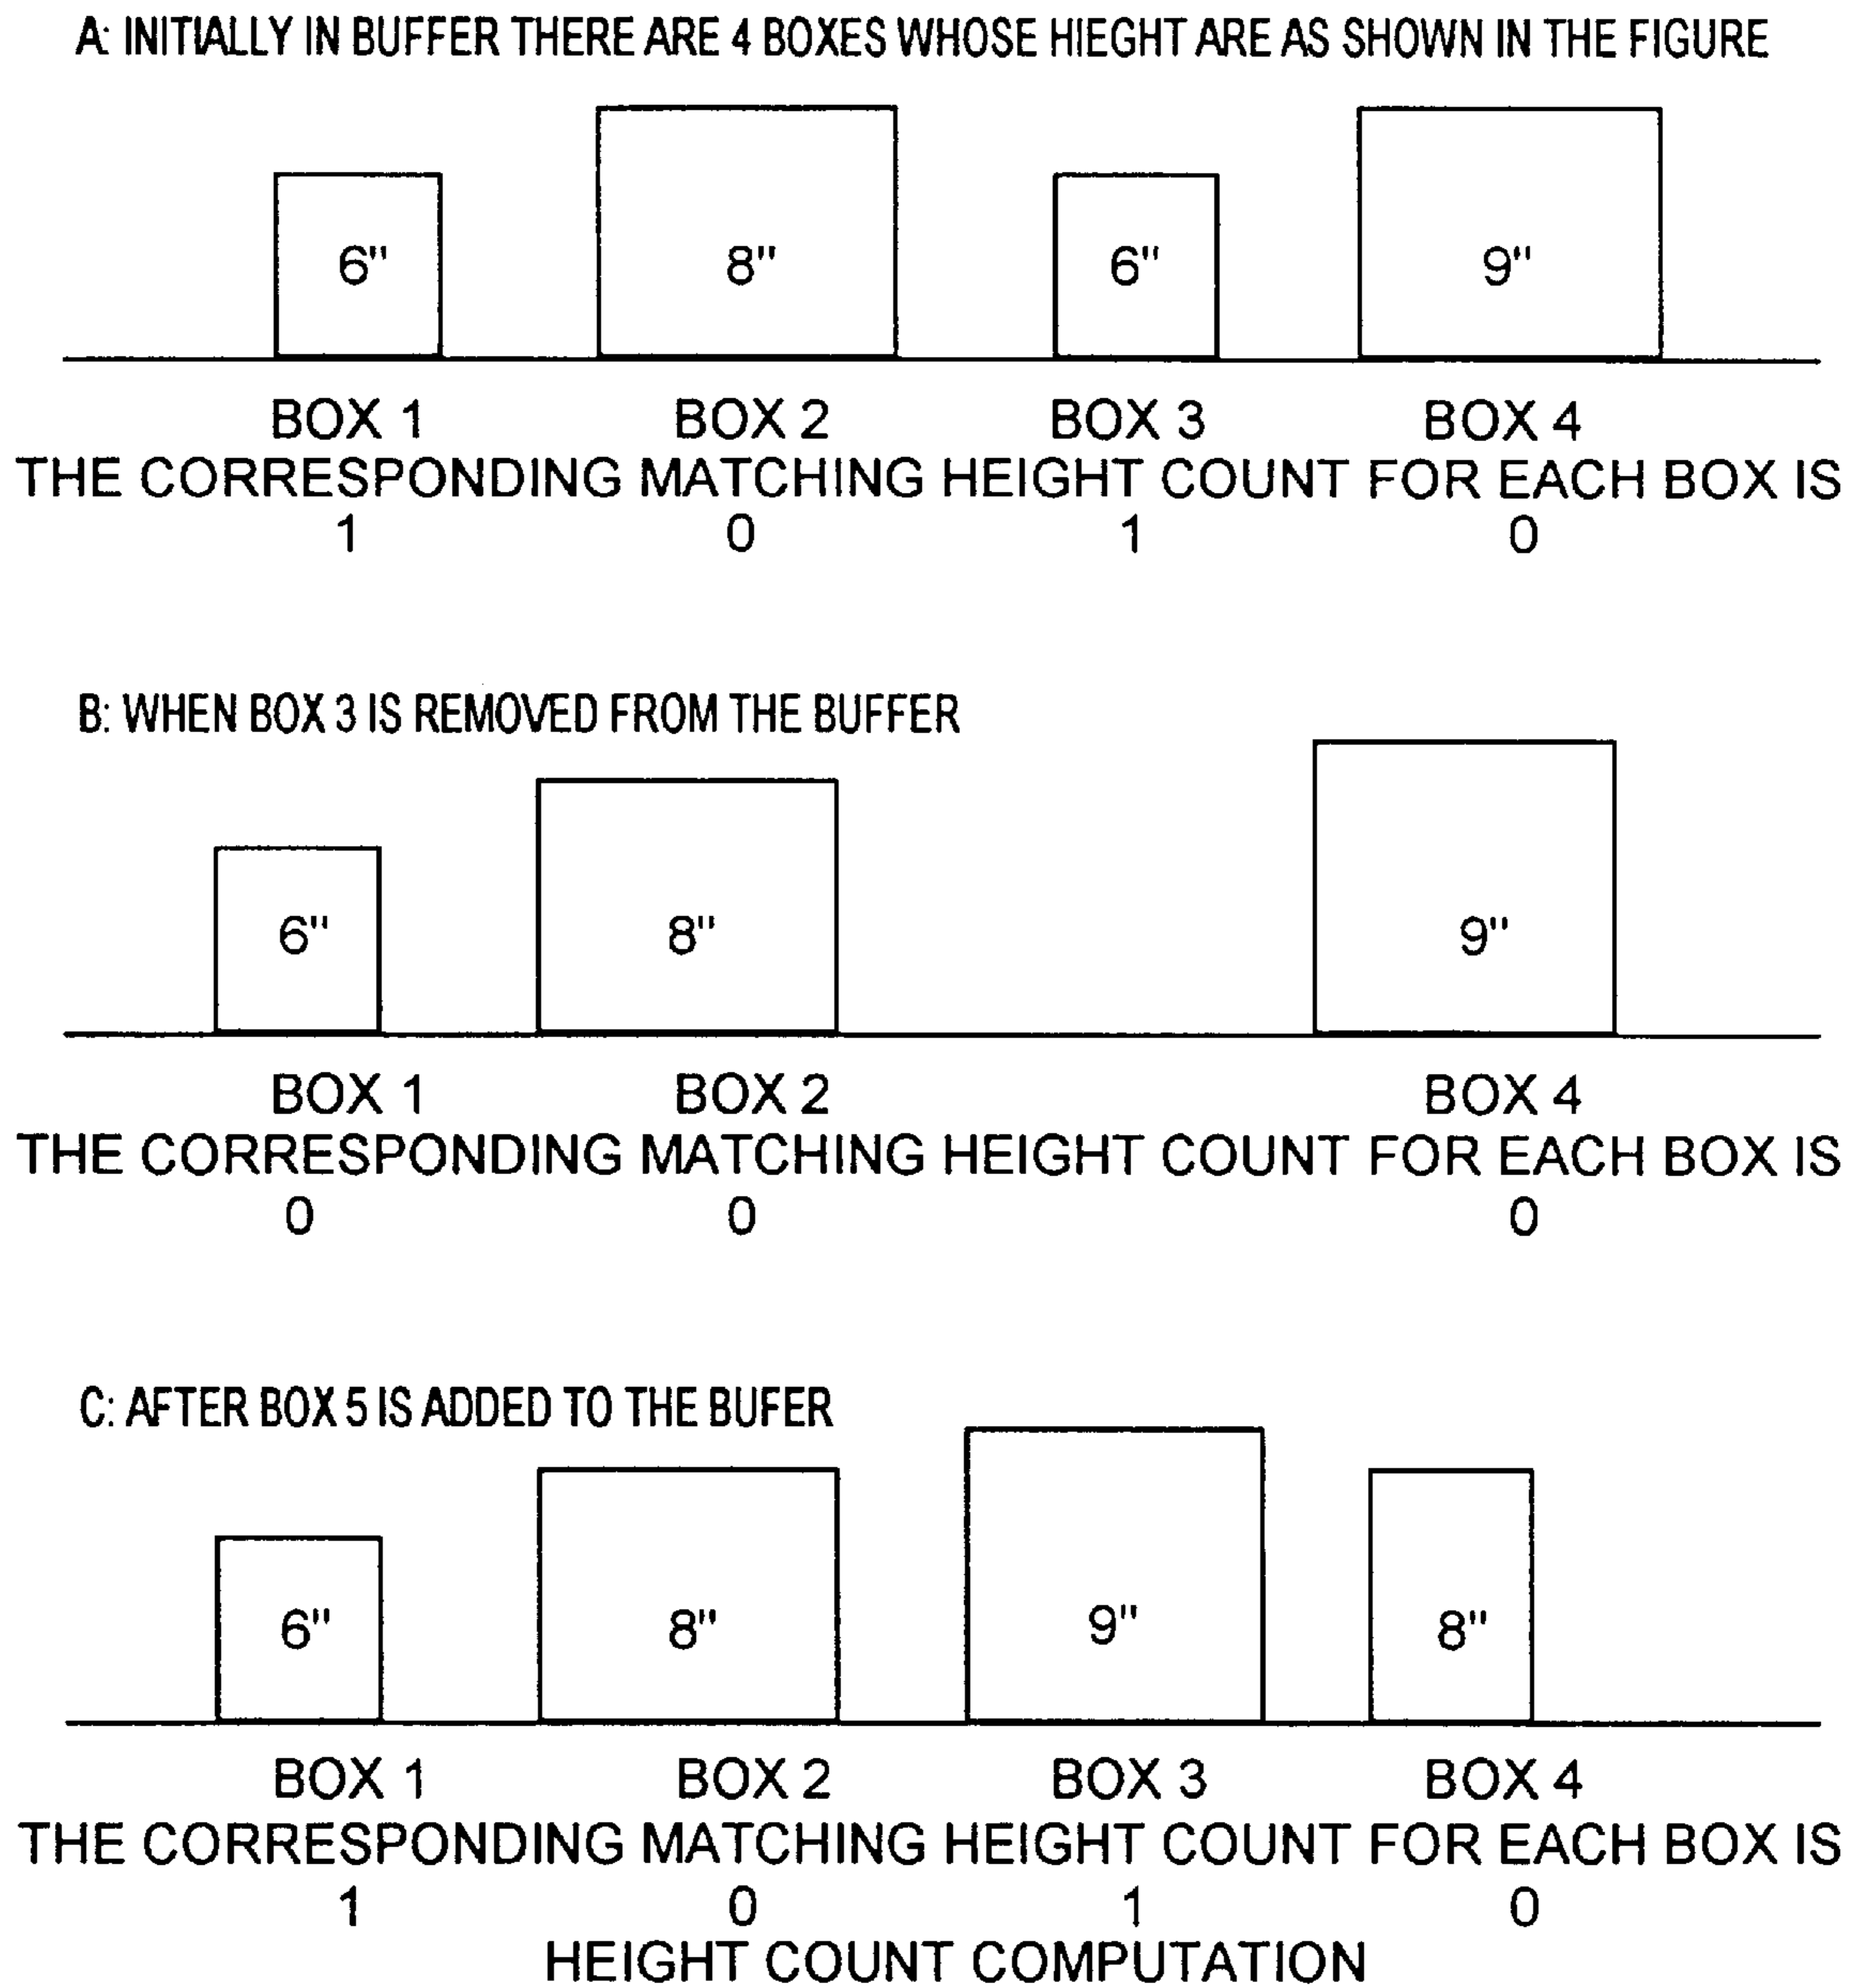 A: INITIALLY IN BUFFER THERE ARE 4 BOXES WHOSE HIEGHT ARE AS SHOWN IN THE FIGURE
6" 8" 6" 9"
BOX 1 BOX 2 BOX 3 BOX 4
THE CORRESPONDING MATCHING HEIGHT COUNT FOR EACH BOX IS
1 0 1 0
B: WHEN BOX 3 IS REMOVED FROM THE BUFFER
6" 8" 9"
BOX 1 BOX 2 BOX 4
THE CORRESPONDING MATCHING HEIGHT COUNT FOR EACH BOX IS
0 0 0
C: AFTER BOX 5 IS ADDED TO THE BUFER
6" 8" 9" 8"
BOX 1 BOX 2 BOX 3 BOX 4
THE CORRESPONDING MATCHING HEIGHT COUNT FOR EACH BOX IS
1 0 1 0
HEIGHT COUNT COMPUTATION